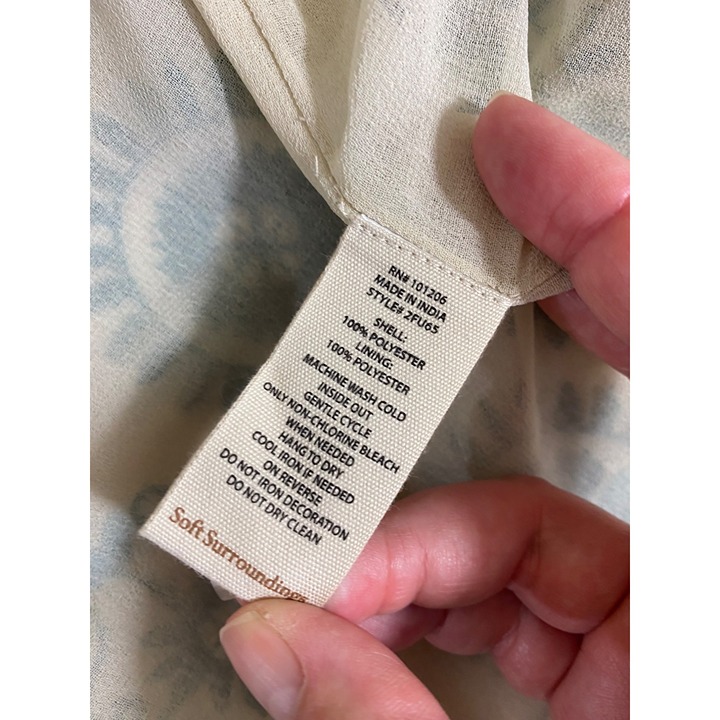 RN# 101206
MADE IN INDIA
STYLE# 2FU65
SHELL:
100% POLYESTER
LINING:
100% POLYESTER
MACHINE WASH COLD
INSIDE OUT
GENTLE CYCLE
ONLY NON-CHLORINE BLEACH
WHEN NEEDED
HANG TO DRY
COOL IRON IF NEEDED
ON REVERSE
DO NOT IRON DECORATION
DO NOT DRY CLEAN
Soft Surroundings